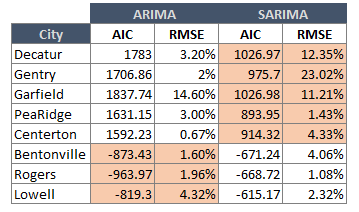 ARIMA SARIMA
City AIC RMSE AIC RMSE
Decatur 1783 3.20% 1026.97 12.35%
Gentry 1706.86 2% 975.7 23.02%
Garfield 1837.74 14.60% 1026.98 11.21%
PeaRidge 1631.15 3.00% 893.95 1.43%
Centerton 1592.23 0.67% 914.32 4.33%
Bentonville -873.43 1.60% -671.24 4.06%
Rogers -963.97 1.96% -668.72 1.08%
Lowell -819.3 4.32% -615.17 2.32%